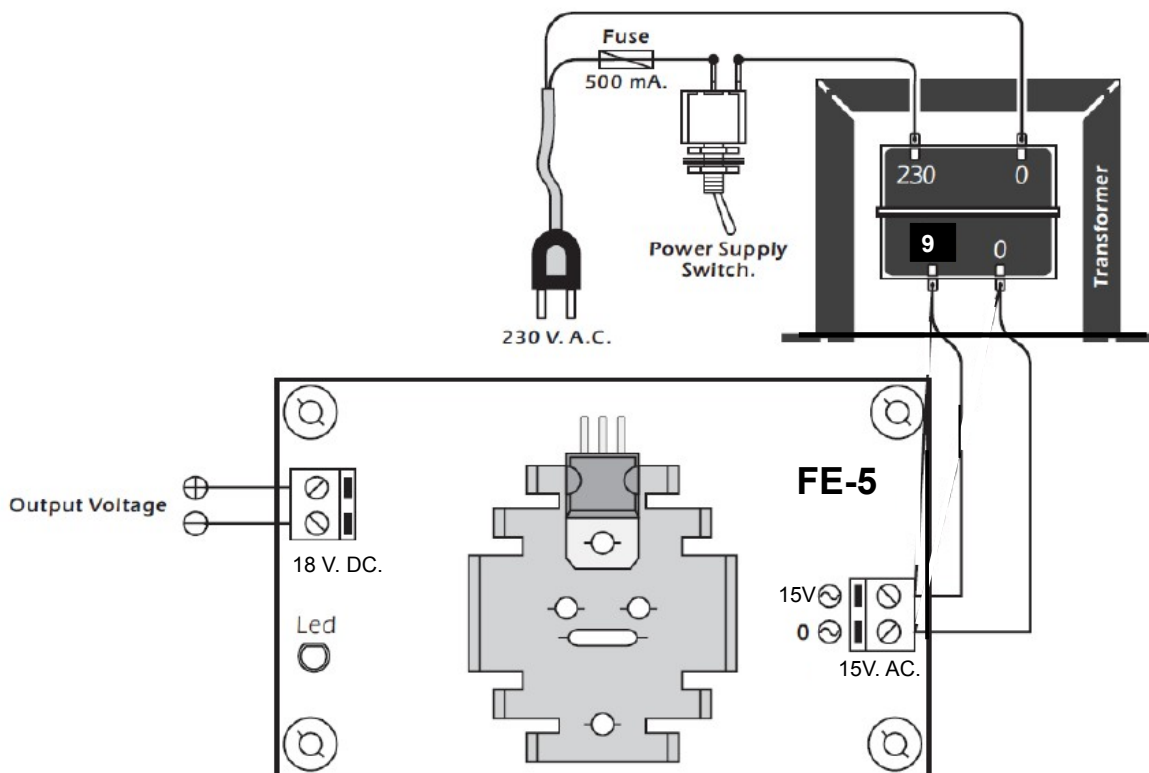 Fuse
500 mA.
230 0
9 0
Transformer
Power Supply
Switch.
230 V. A.C.
FE-5
Output Voltage
18 V. DC.
15V
0
15V. AC.
Led